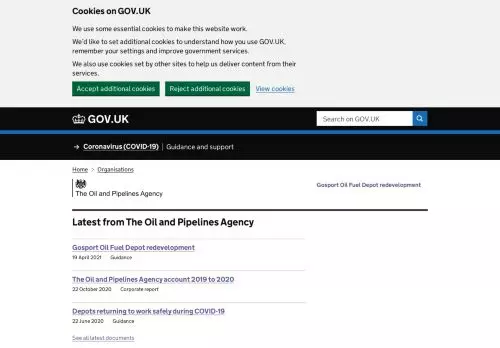 Cookies on GOV.UK
We use some essential cookies to make this website work.
We'd like to set additional cookies to understand how you use GOV.UK,
remember your settings and improve government services.
We also use cookies set by other sites to help us deliver content from their
services.
Accept additional cookies Reject additional cookies View cookies
GOV.UK Search on GOV.UK
→ Coronavirus (COVID-19) | Guidance and support
Home > Organisations
The Oil and Pipelines Agency
Gosport Oil Fuel Depot redevelopment
Latest from The Oil and Pipelines Agency
Gosport Oil Fuel Depot redevelopment
19 April 2021 Guidance
The Oil and Pipelines Agency account 2019 to 2020
22 October 2020 Corporate report
Depots returning to work safely during COVID-19
22 June 2020 Guidance
See all latest documents